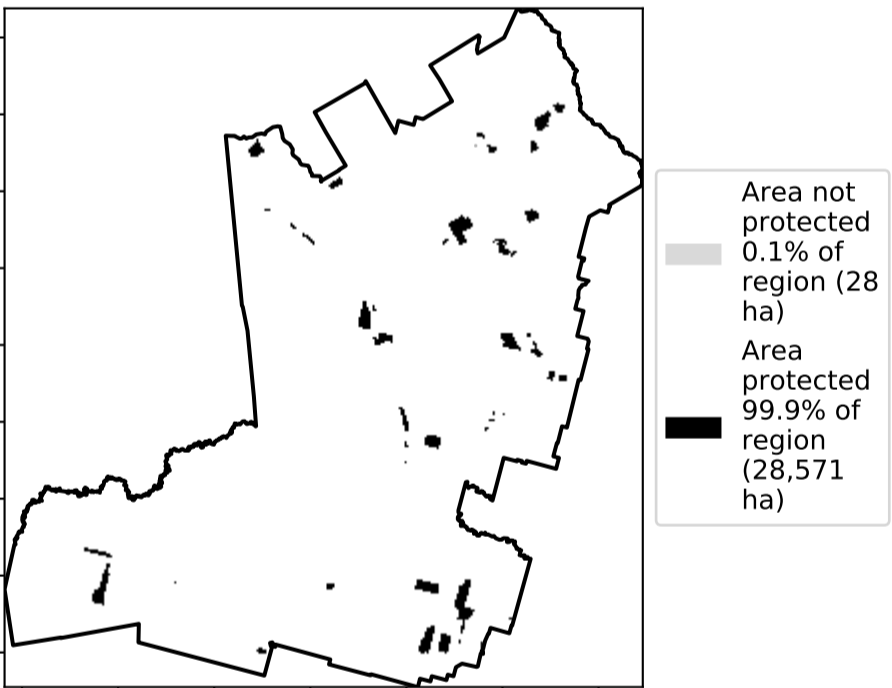 Area not
protected
0.1% of
region (28
ha)
Area
protected
99.9% of
region
(28,571
ha)